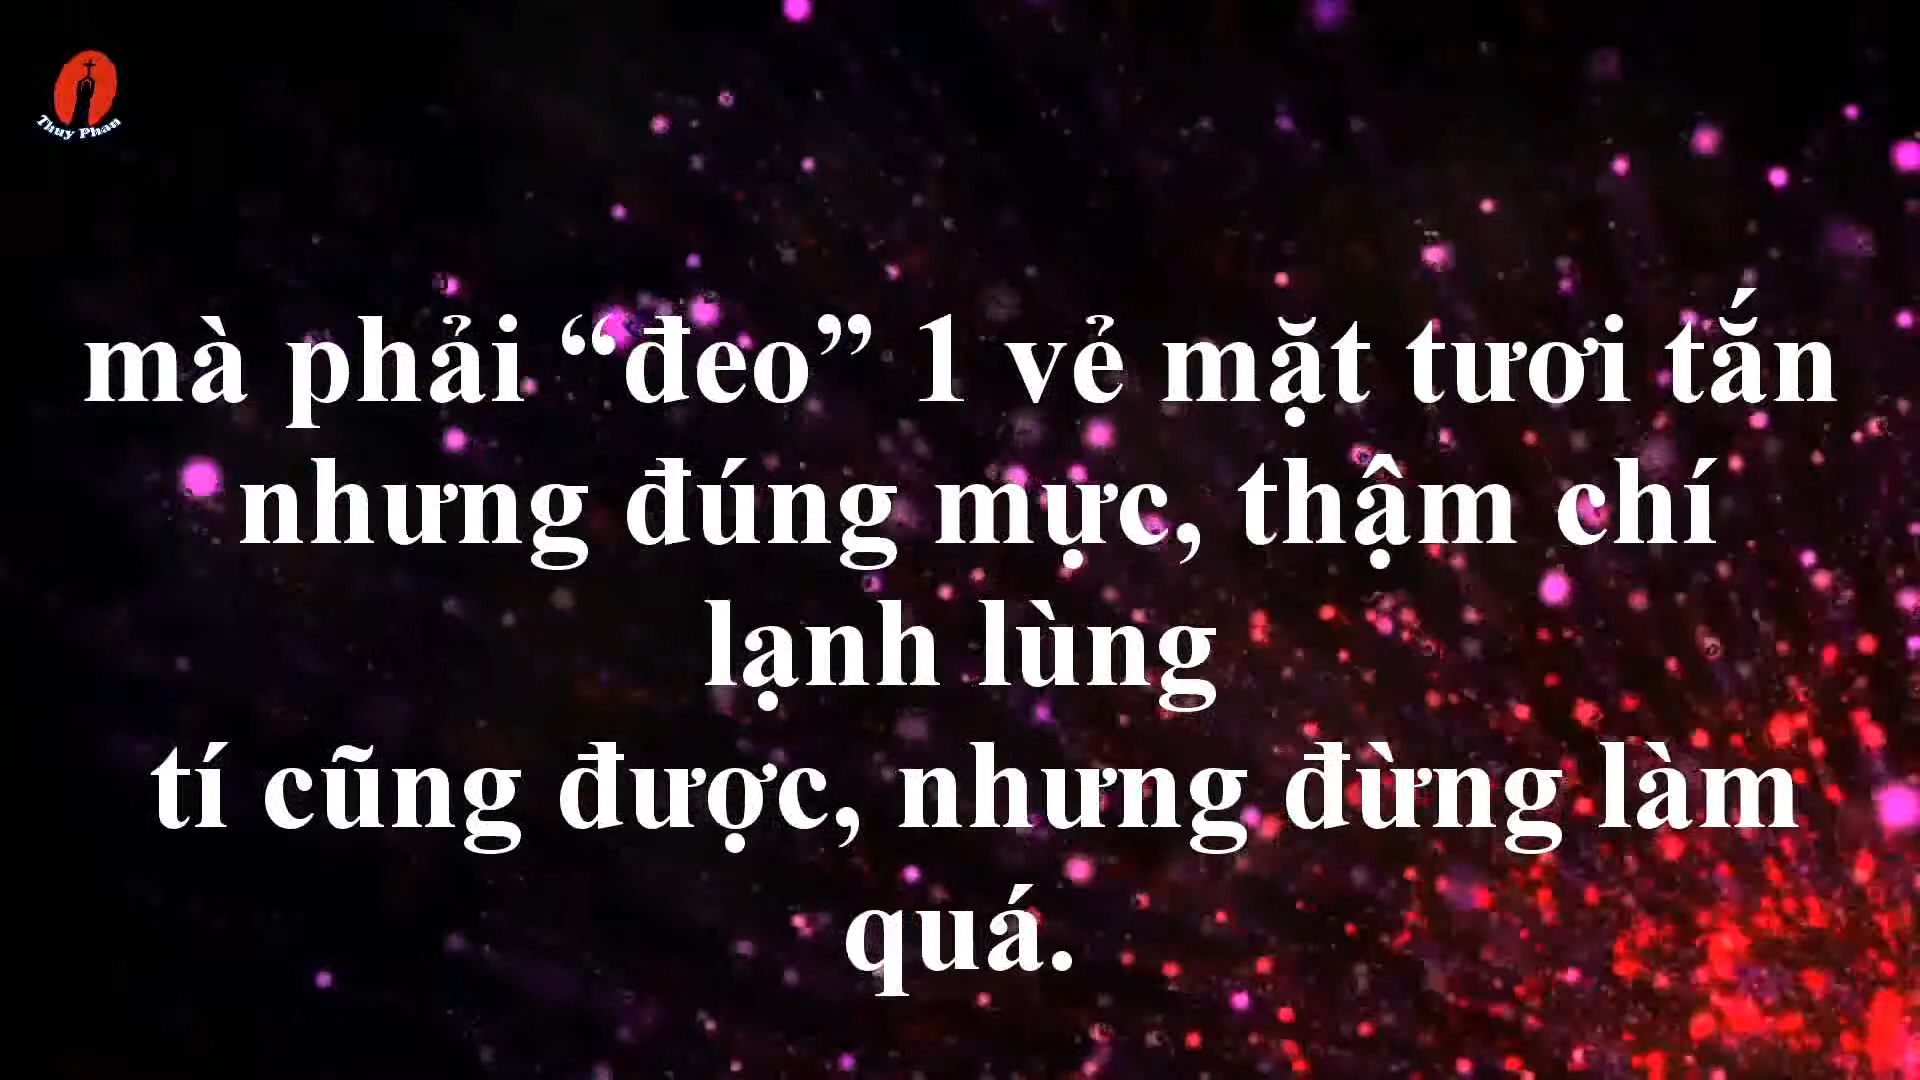 Thuy Phan
mà phải “đeo” 1 vẻ mặt tươi tắn
nhưng đúng mực, thậm chí
lạnh lùng
tí cũng được, nhưng đừng làm
quá.